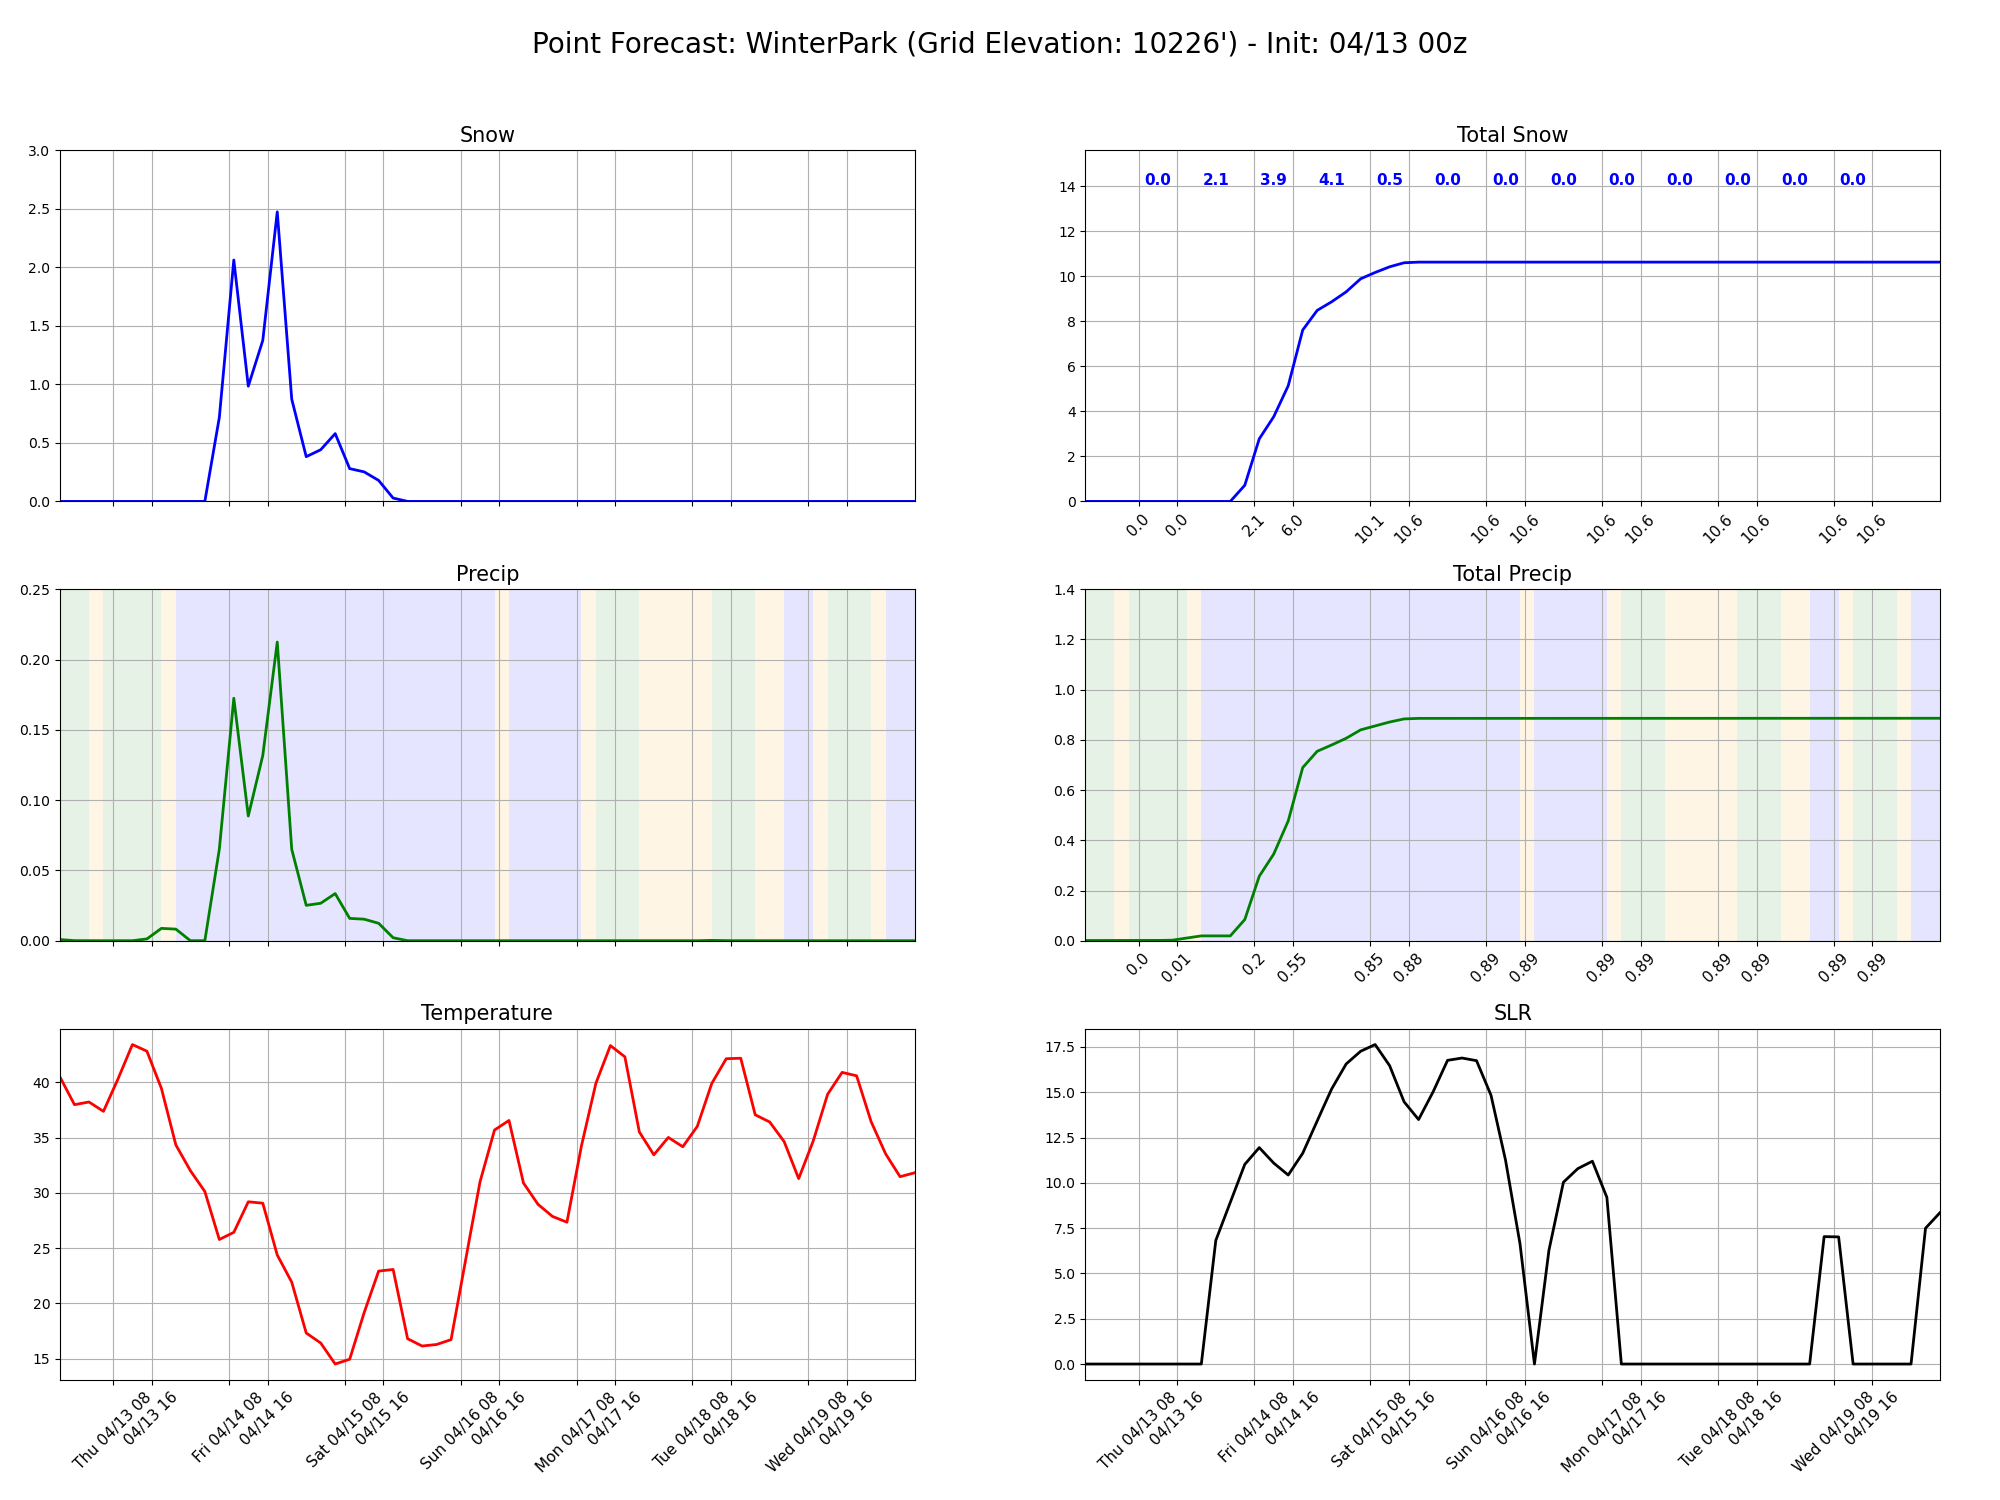 Point Forecast: WinterPark (Grid Elevation: 10226') - Init: 04/13 00z
Snow
3.0
2.5
2.0
1.5
1.0
0.5
0.0
Total Snow
0.0 2.1 3.9 4.1 0.5 0.0 0.0 0.0 0.0 0.0 0.0 0.0 0.0
14
12
10
8
6
4
2
0
0.0 0.0 2.1 6.0 10.1 10.6 10.6 10.6 10.6 10.6 10.6 10.6 10.6 10.6
Precip
0.25
0.20
0.15
0.10
0.05
0.00
Total Precip
1.4
1.2
1.0
0.8
0.6
0.4
0.2
0.0
0.0 0.01 0.2 0.55 0.85 0.88 0.89 0.89 0.89 0.89 0.89 0.89 0.89 0.89
Temperature
40
35
30
25
20
15
Thu 04/13 08
04/13 16
Fri 04/14 08
04/14 16
Sat 04/15 08
04/15 16
Sun 04/16 08
04/16 16
Mon 04/17 08
04/17 16
Tue 04/18 08
04/18 16
Wed 04/19 08
04/19 16
SLR
17.5
15.0
12.5
10.0
7.5
5.0
2.5
0.0
Thu 04/13 08
04/13 16
Fri 04/14 08
04/14 16
Sat 04/15 08
04/15 16
Sun 04/16 08
04/16 16
Mon 04/17 08
04/17 16
Tue 04/18 08
04/18 16
Wed 04/19 08
04/19 16